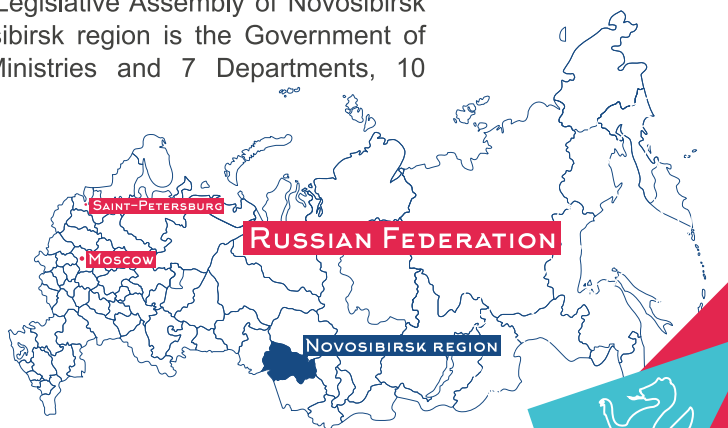 Legislative Assembly of Novosibirsk
region is the Government of
Ministries and 7 Departments, 10
SAINT-PETERSBURG
RUSSIAN FEDERATION
MOSCOW
NOVOSIBIRSK REGION